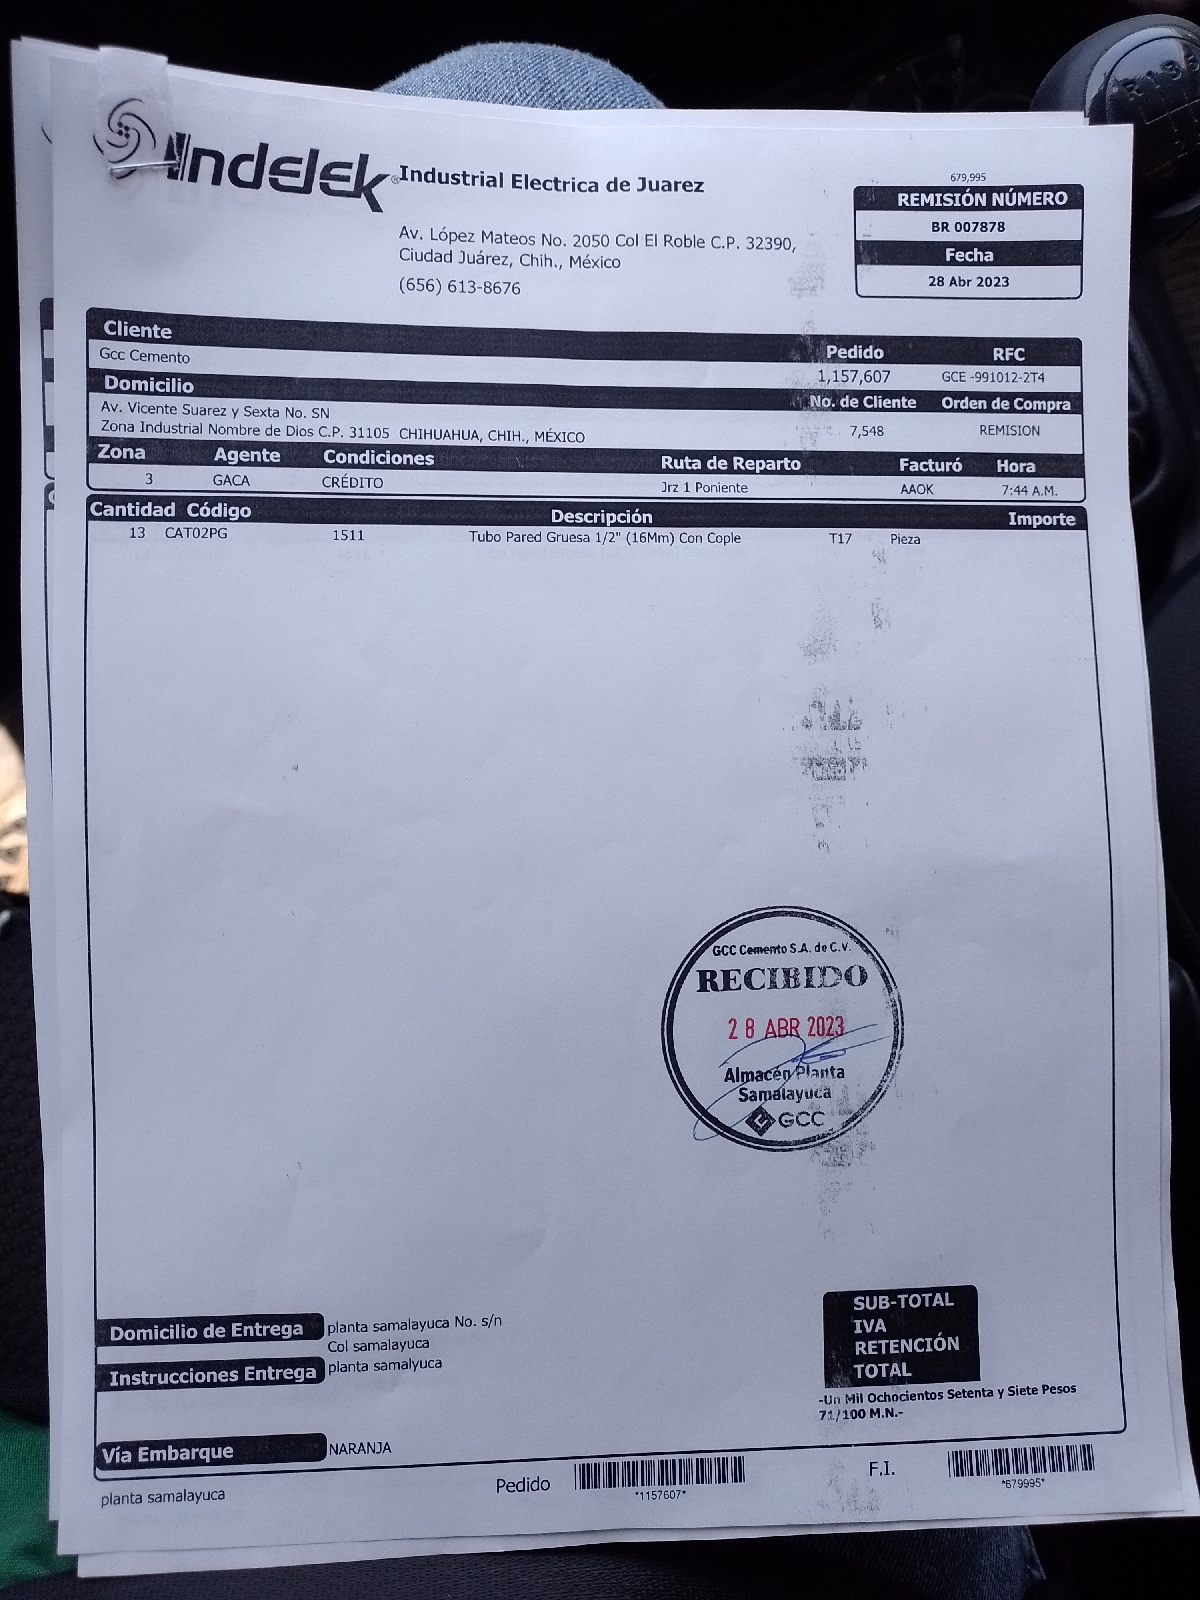 Indelek® Industrial Electrica de Juarez
Av. López Mateos No. 2050 Col El Roble C.P. 32390,
Ciudad Juárez, Chih., México
(656) 613-8676
679,995
REMISIÓN NÚMERO
BR 007878
Fecha
28 Abr 2023
Cliente Pedido RFC
Gcc Cemento 1,157,607 GCE -991012-2T4
Domicilio No. de Cliente Orden de Compra
Av. Vicente Suarez y Sexta No. SN
Zona Industrial Nombre de Dios C.P. 31105 CHIHUAHUA, CHIH., MÉXICO 7,548 REMISION
Zona Agente Condiciones Ruta de Reparto Facturó Hora
3 GACA CRÉDITO Jrz 1 Poniente AAOK 7:44 A.M.
Cantidad Código Descripción Importe
13 CAT02PG 1511 Tubo Pared Gruesa 1/2" (16Mm) Con Cople T17 Pieza
GCC Cemento S.A. de C.V.
RECIBIDO
28 ABR 2023
Almacén Planta
Samalayuca
GCC
Domicilio de Entrega planta samalayuca No. s/n
Col samalayuca
Instrucciones Entrega planta samalyuca
SUB-TOTAL
IVA
RETENCIÓN
TOTAL
-Un Mil Ochocientos Setenta y Siete Pesos
71/100 M.N.-
Vía Embarque NARANJA
planta samalayuca
Pedido
*1157607*
F.I.
*679995*
R 1 3 5